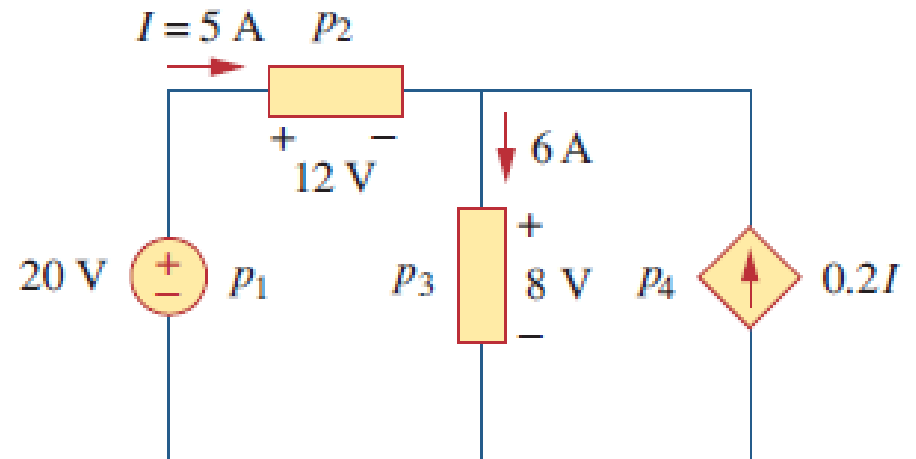 I = 5 A p2
+ −
12 V
6 A
20 V + − p1
p3 + 8 V −
p4 0.2I